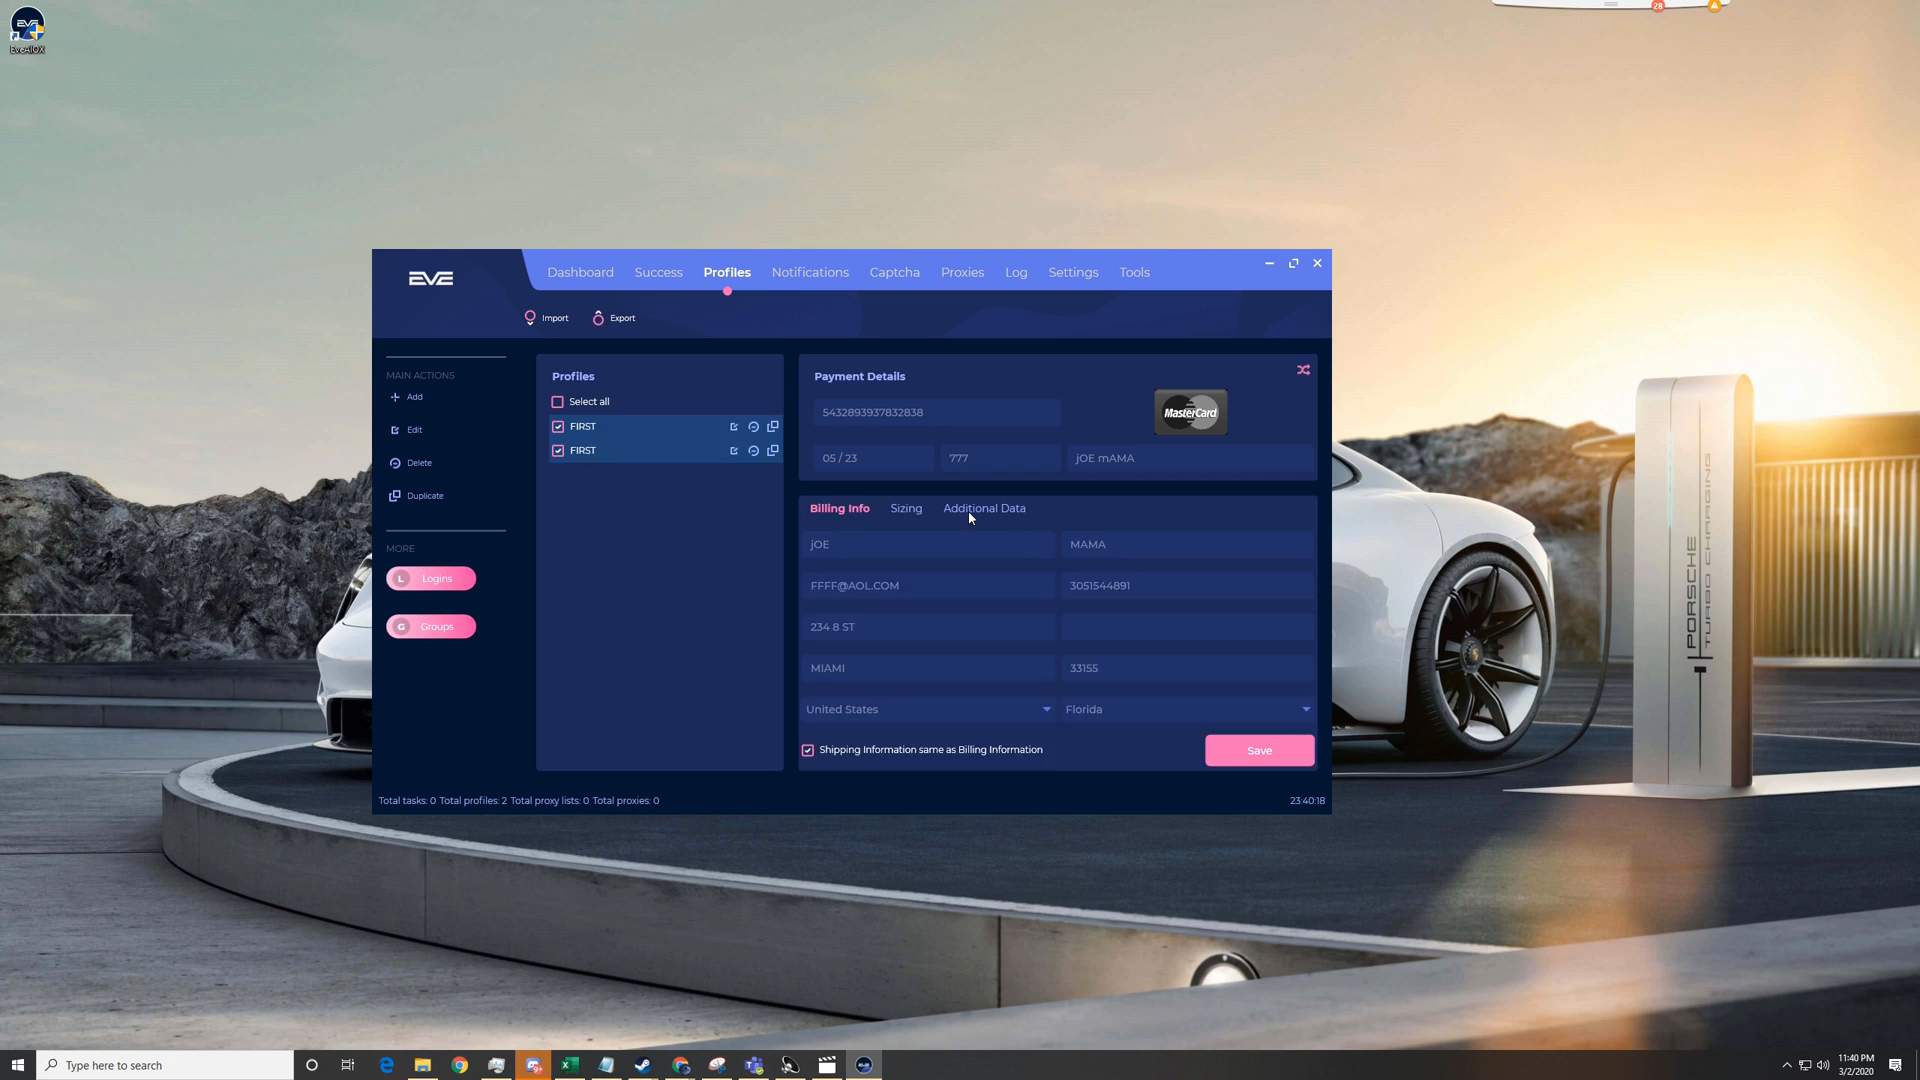 EVE
EveAIOX
28
EVE
Dashboard Success Profiles Notifications Captcha Proxies Log Settings Tools
Import Export
MAIN ACTIONS
Add
Edit
Delete
Duplicate
MORE
L Logins
G Groups
Profiles
Select all
FIRST
FIRST
Payment Details
5432893937832838
MasterCard
05 / 23 777 jOE mAMA
Billing Info Sizing Additional Data
jOE MAMA
FFFF@AOL.COM 3051544891
234 8 ST
MIAMI 33155
United States Florida
Shipping Information same as Billing Information
Save
Total tasks: 0 Total profiles: 2 Total proxy lists: 0 Total proxies: 0
23:40:18
PORSCHE
TURBO CHARGING
Type here to search
11:40 PM
3/2/2020